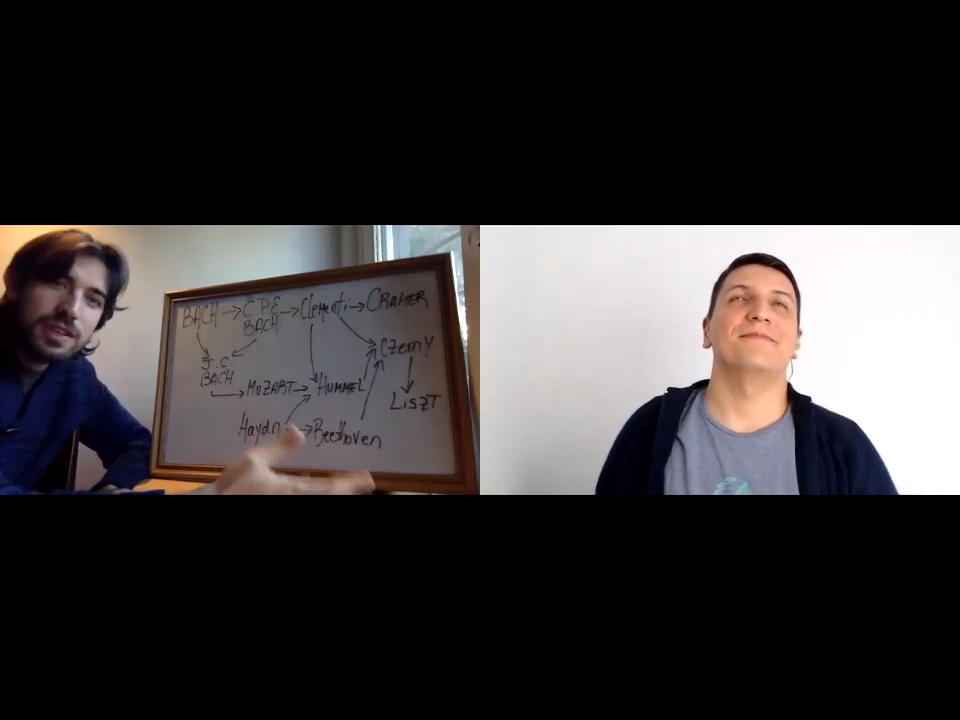 BACH → CPE BACH → Clementi → CRAMER
J.C. BACH
CZERNY
MOZART → HUMMEL
LISZT
Haydn → Beethoven